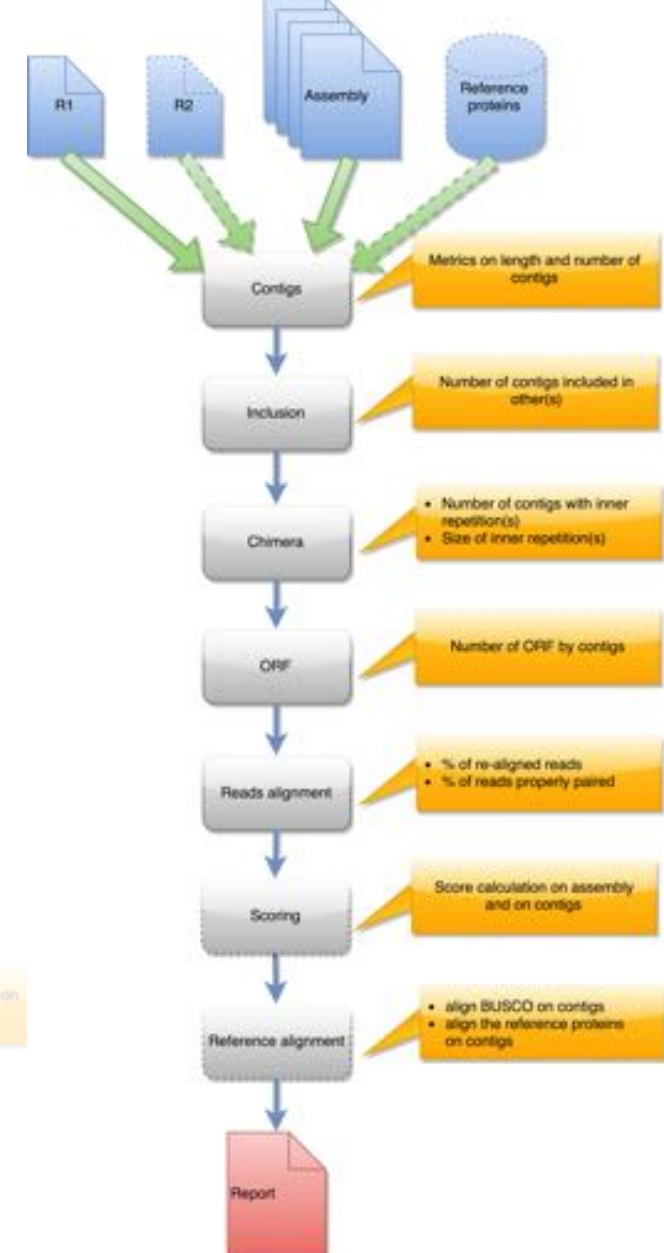 R1
R2
Assembly
Reference
proteins
Contigs
Metrics on length and number of
contigs
Inclusion
Number of contigs included in
other(s)
Chimera
• Number of contigs with inner
repetition(s)
• Size of inner repetition(s)
ORF
Number of ORF by contigs
Reads alignment
• % of re-aligned reads
• % of reads properly paired
Scoring
Score calculation on assembly
and on contigs
on
Reference alignment
• align BUSCO on contigs
• align the reference proteins
on contigs
Report